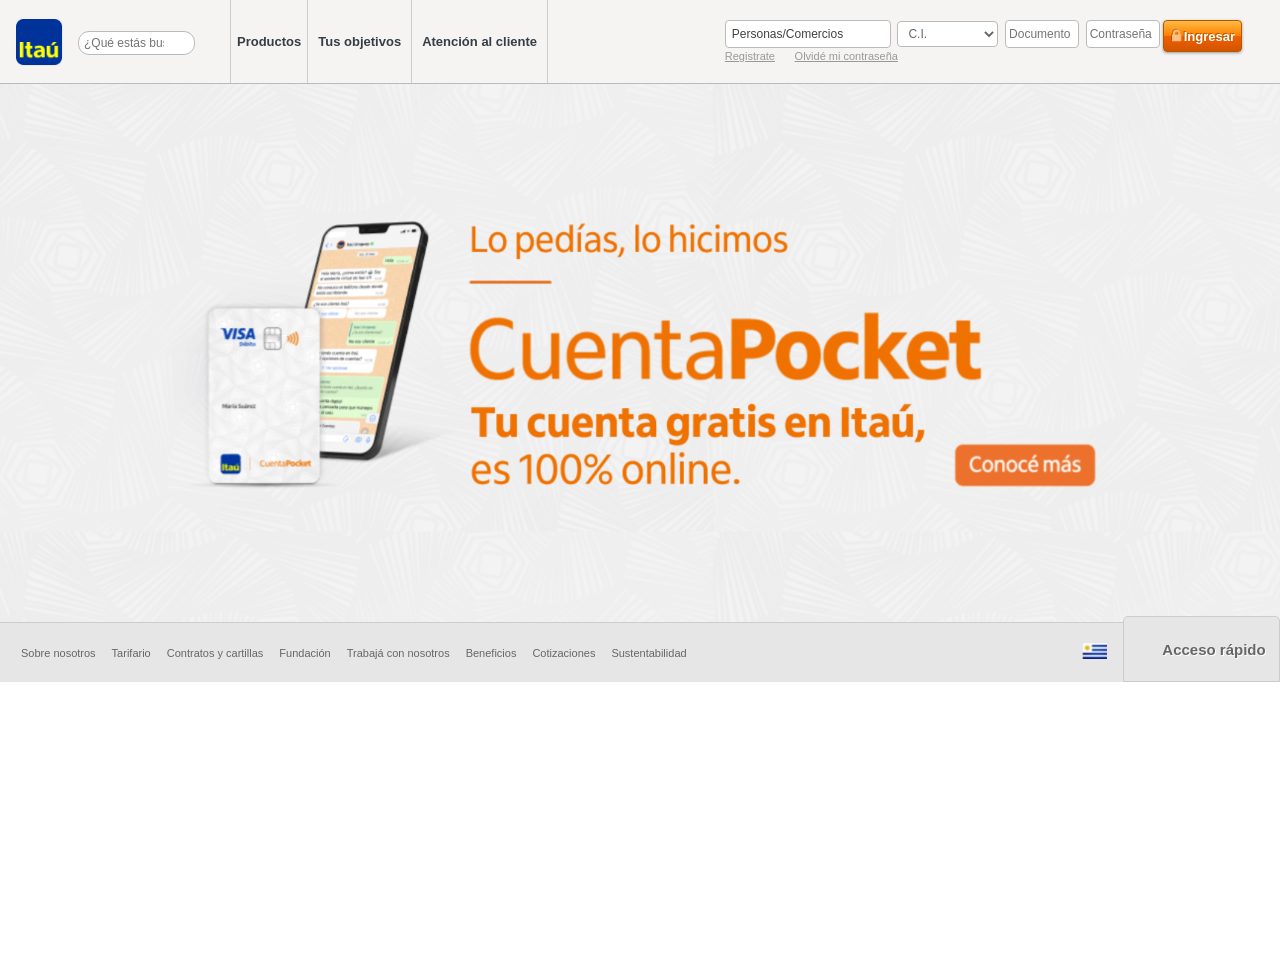 Itaú
¿Qué estás bus
Productos
Tus objetivos
Atención al cliente
Personas/Comercios
C.I.
Documento
Contraseña
Ingresar
Registrate
Olvidé mi contraseña
Lo pedías, lo hicimos
CuentaPocket
Tu cuenta gratis en Itaú,
es 100% online.
Conocé más
VISA
Débito
María Suárez
Itaú
CuentaPocket
Sobre nosotros
Tarifario
Contratos y cartillas
Fundación
Trabajá con nosotros
Beneficios
Cotizaciones
Sustentabilidad
Acceso rápido